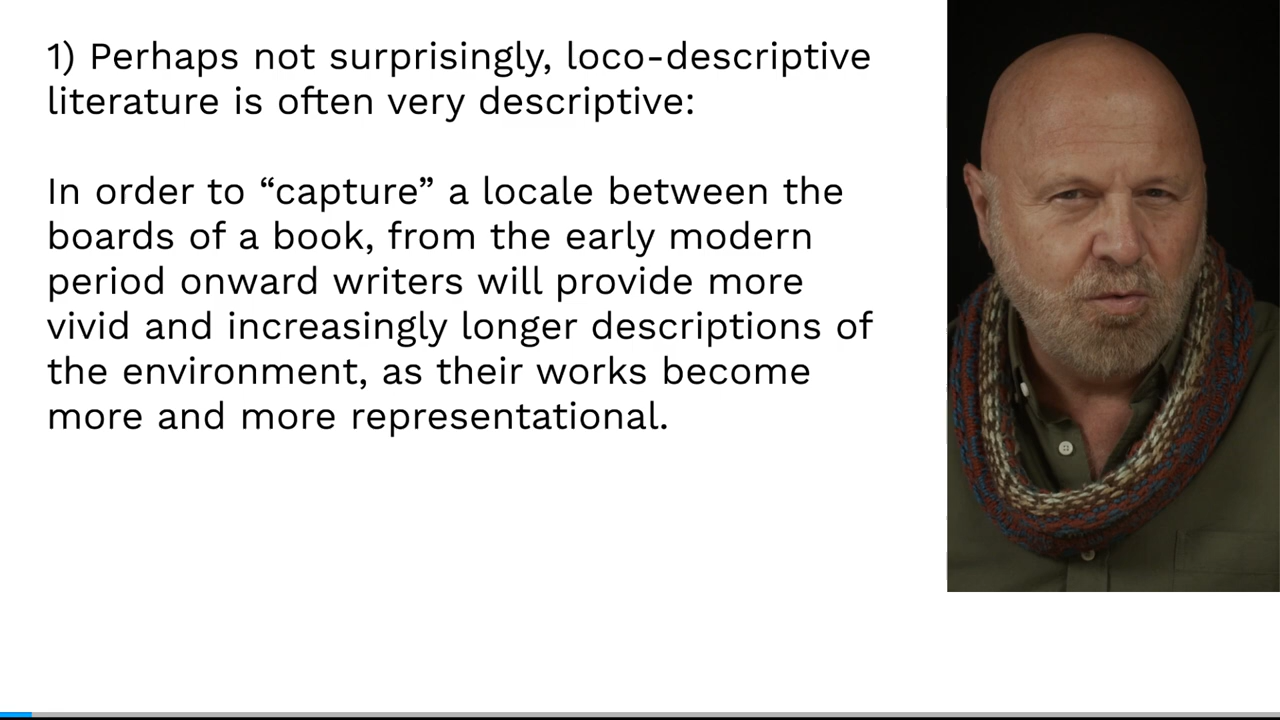 1) Perhaps not surprisingly, loco-descriptive
literature is often very descriptive:
In order to “capture” a locale between the
boards of a book, from the early modern
period onward writers will provide more
vivid and increasingly longer descriptions of
the environment, as their works become
more and more representational.